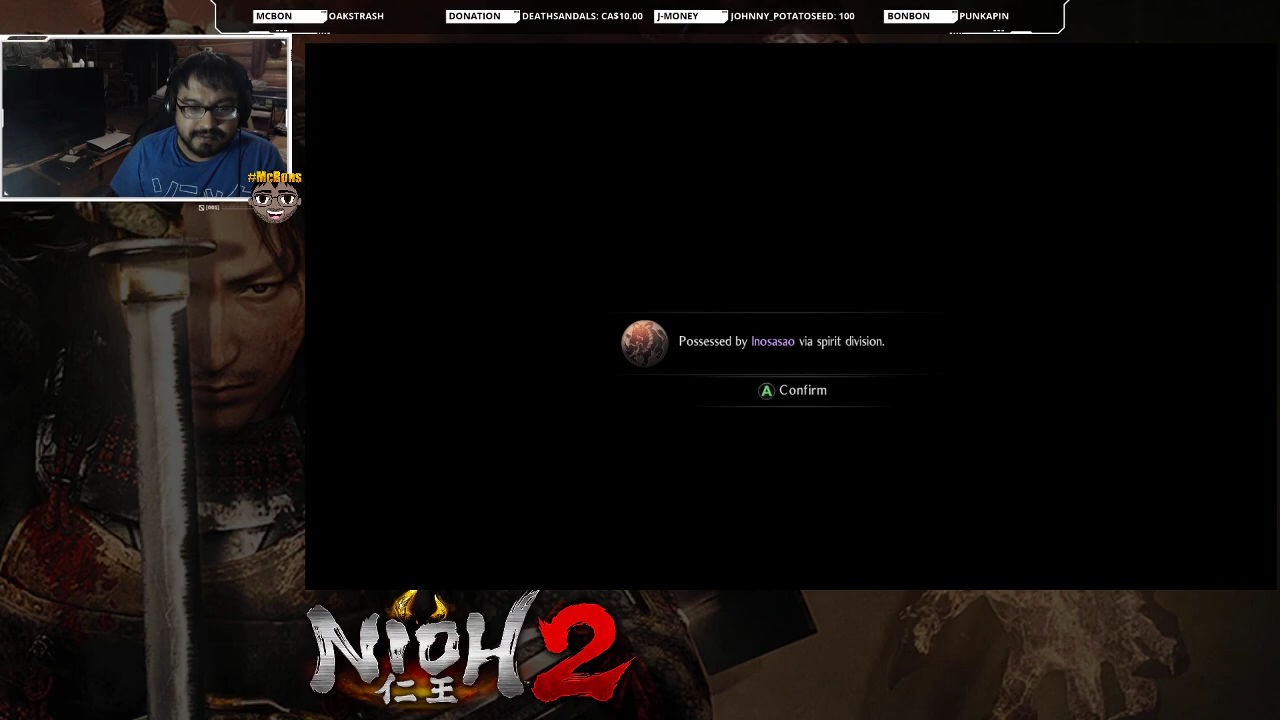 MCBON OAKSTRASH DONATION DEATHSANDALS: CA$10.00 J-MONEY JOHNNY_POTATOSEED: 100 BONBON PUNKAPIN
#McBons
Possessed by Inosasao via spirit division.
A Confirm
NIOH 2
仁王